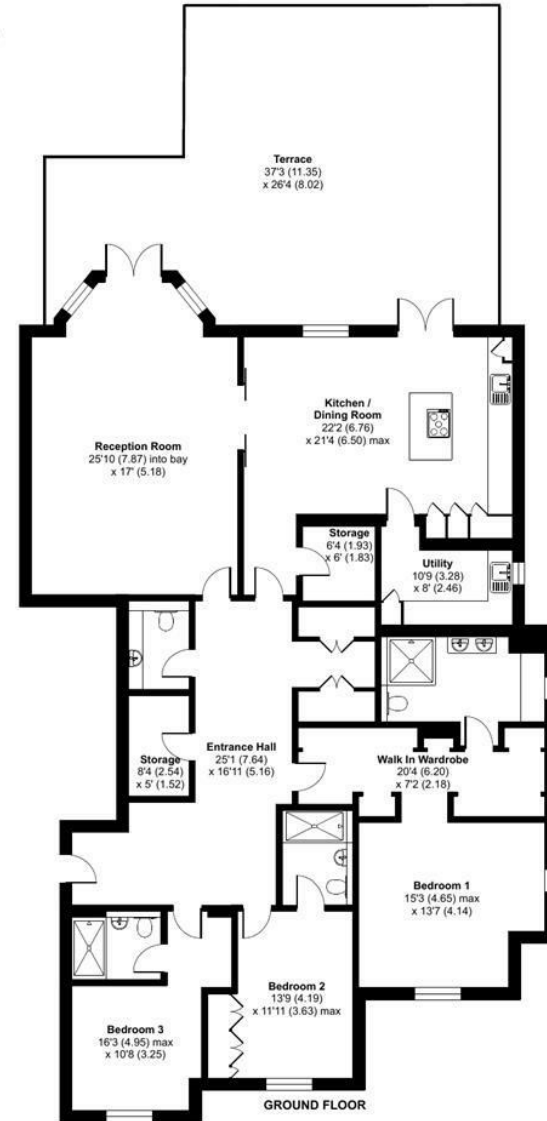 Terrace
37'3 (11.35)
x 26'4 (8.02)
Kitchen /
Dining Room
22'2 (6.76)
x 21'4 (6.50) max
Reception Room
25'10 (7.87) into bay
x 17' (5.18)
Storage
6'4 (1.93)
x 6' (1.83)
Utility
10'9 (3.28)
x 8' (2.46)
Storage
8'4 (2.54)
x 5' (1.52)
Entrance Hall
25'1 (7.64)
x 16'11 (5.16)
Walk In Wardrobe
20'4 (6.20)
x 7'2 (2.18)
Bedroom 1
15'3 (4.65) max
x 13'7 (4.14)
Bedroom 2
13'9 (4.19)
x 11'11 (3.63) max
Bedroom 3
16'3 (4.95) max
x 10'8 (3.25)
GROUND FLOOR